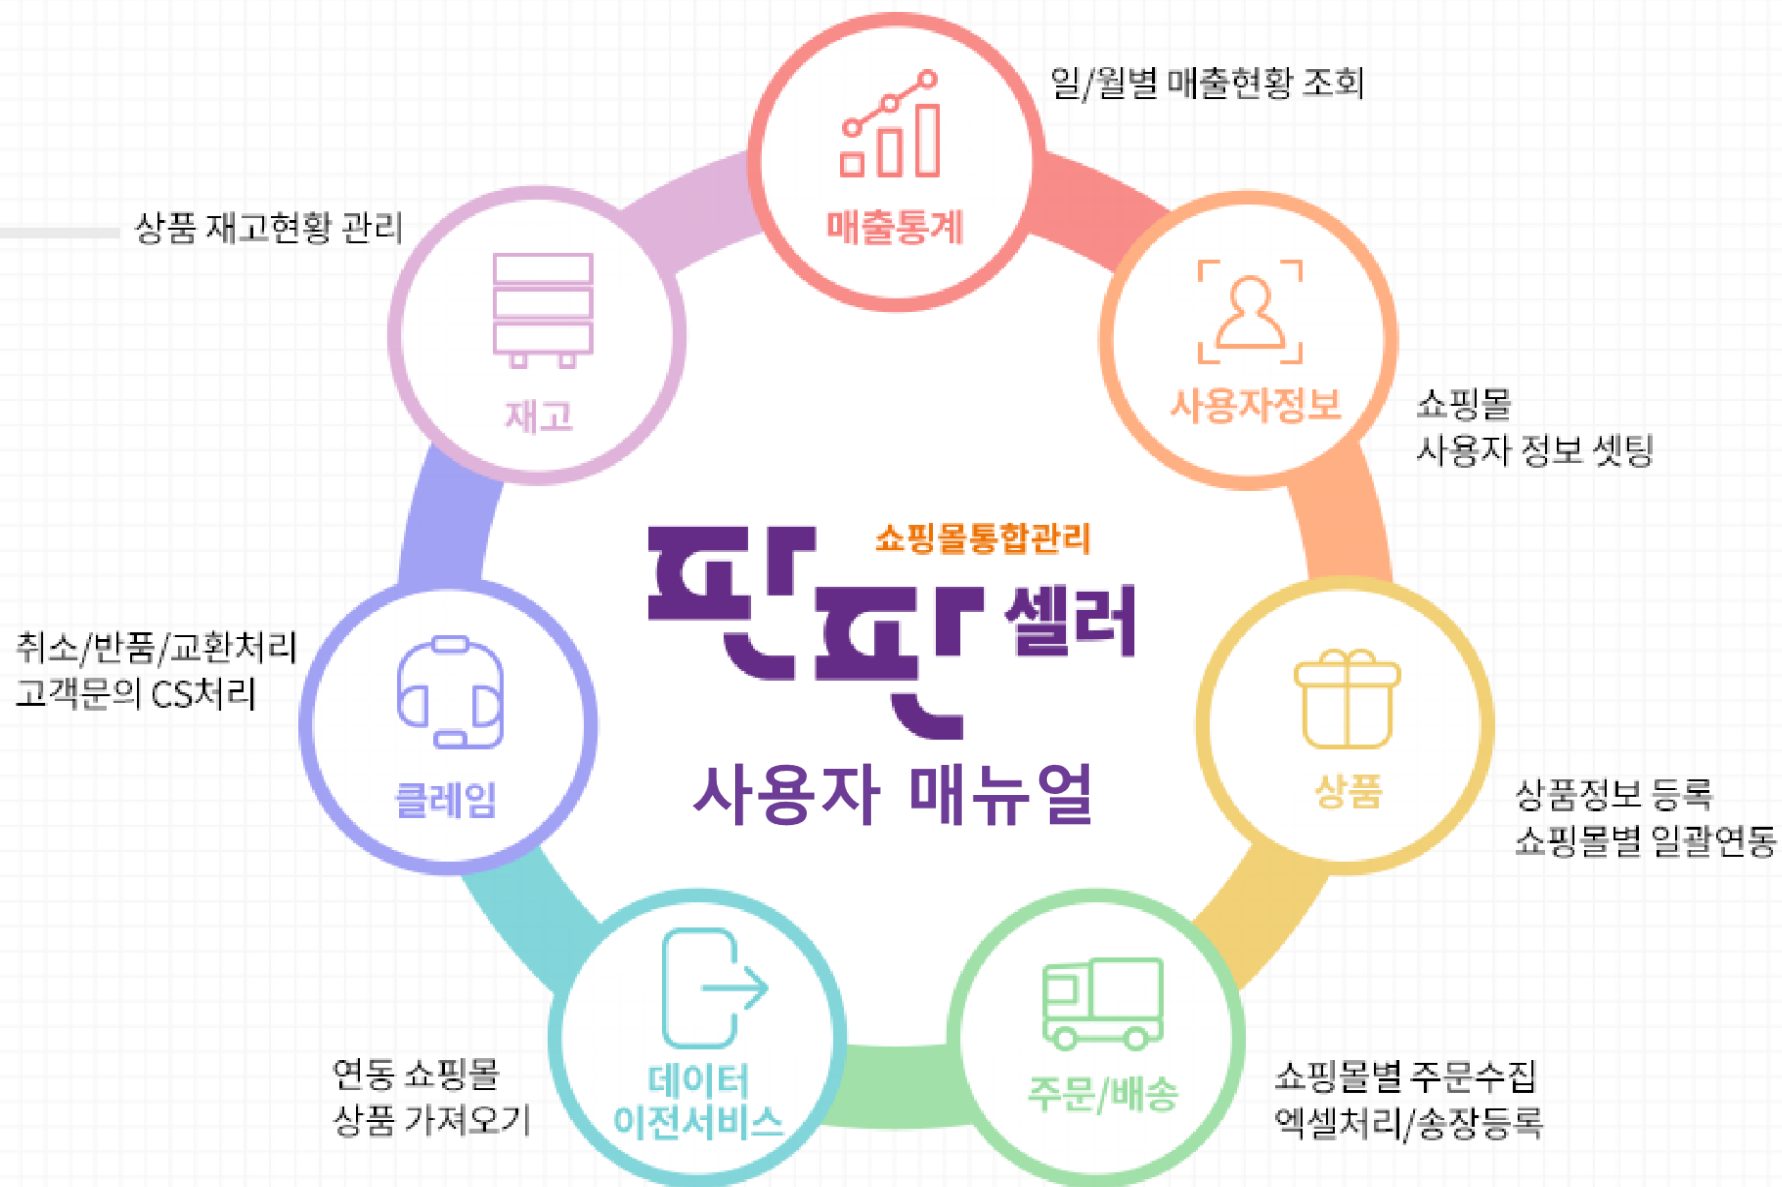 일/월별 매출현황 조회
매출통계
상품 재고현황 관리
재고
사용자정보
쇼핑몰
사용자 정보 셋팅
쇼핑몰통합관리
판판셀러
사용자 매뉴얼
취소/반품/교환처리
고객문의 CS처리
클레임
상품
상품정보 등록
쇼핑몰별 일괄연동
연동 쇼핑몰
상품 가져오기
데이터
이전서비스
주문/배송
쇼핑몰별 주문수집
엑셀처리/송장등록